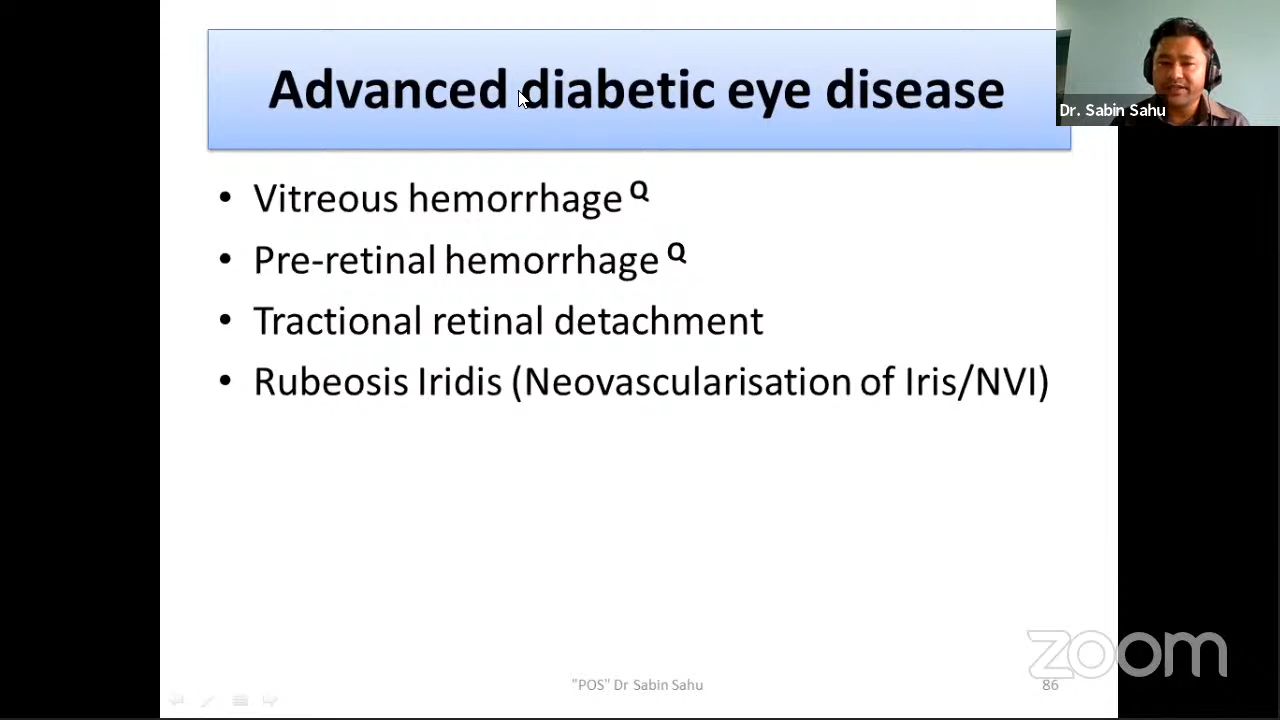 Advanced diabetic eye disease
Dr. Sabin Sahu
• Vitreous hemorrhage Q
• Pre-retinal hemorrhage Q
• Tractional retinal detachment
• Rubeosis Iridis (Neovascularisation of Iris/NVI)
zoom
"POS" Dr Sabin Sahu
86